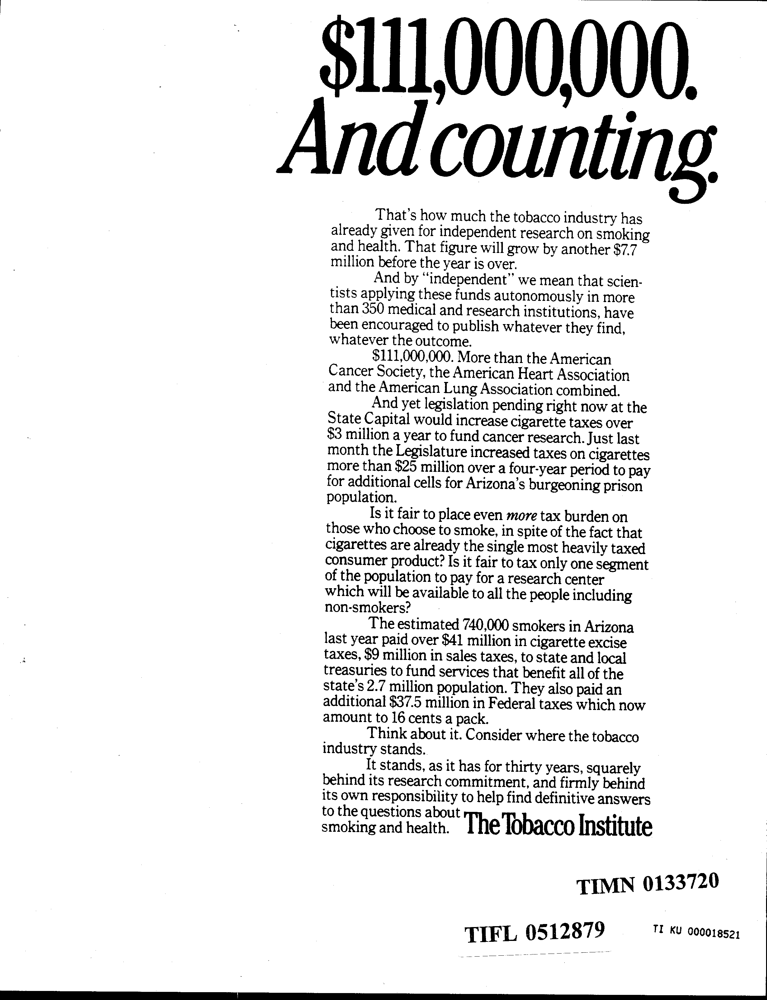 $111,000,000.
And counting.
That's how much the tobacco industry has
already given for independent research on smoking
and health. That figure will grow by another $7.7
million before the year is over.
And by "independent" we mean that scien-
tists applying these funds autonomously in more
than 350 medical and research institutions, have
been encouraged to publish whatever they find,
whatever the outcome.
$111,000,000. More than the American
Cancer Society, the American Heart Association
and the American Lung Association combined.
And yet legislation pending right now at the
State Capital would increase cigarette taxes over
$3 million a year to fund cancer research. Just last
month the Legislature increased taxes on cigarettes
more than $25 million over a four-year period to pay
for additional cells for Arizona's burgeoning prison
population.
Is it fair to place even more tax burden on
those who choose to smoke, in spite of the fact that
cigarettes are already the single most heavily taxed
consumer product? Is it fair to tax only one segment
of the population to pay for a research center
which will be available to all the people including
non-smokers?
The estimated 740,000 smokers in Arizona
last year paid over $41 million in cigarette excise
taxes, $9 million in sales taxes, to state and local
treasuries to fund services that benefit all of the
state's 2.7 million population. They also paid an
additional $37.5 million in Federal taxes which now
amount to 16 cents a pack.
Think about it. Consider where the tobacco
industry stands.
It stands, as it has for thirty years, squarely
behind its research commitment, and firmly behind
its own responsibility to help find definitive answers
to the questions about
smoking and health. The Tobacco Institute
TIMN 0133720
TIFL 0512879
TI KU 000018521